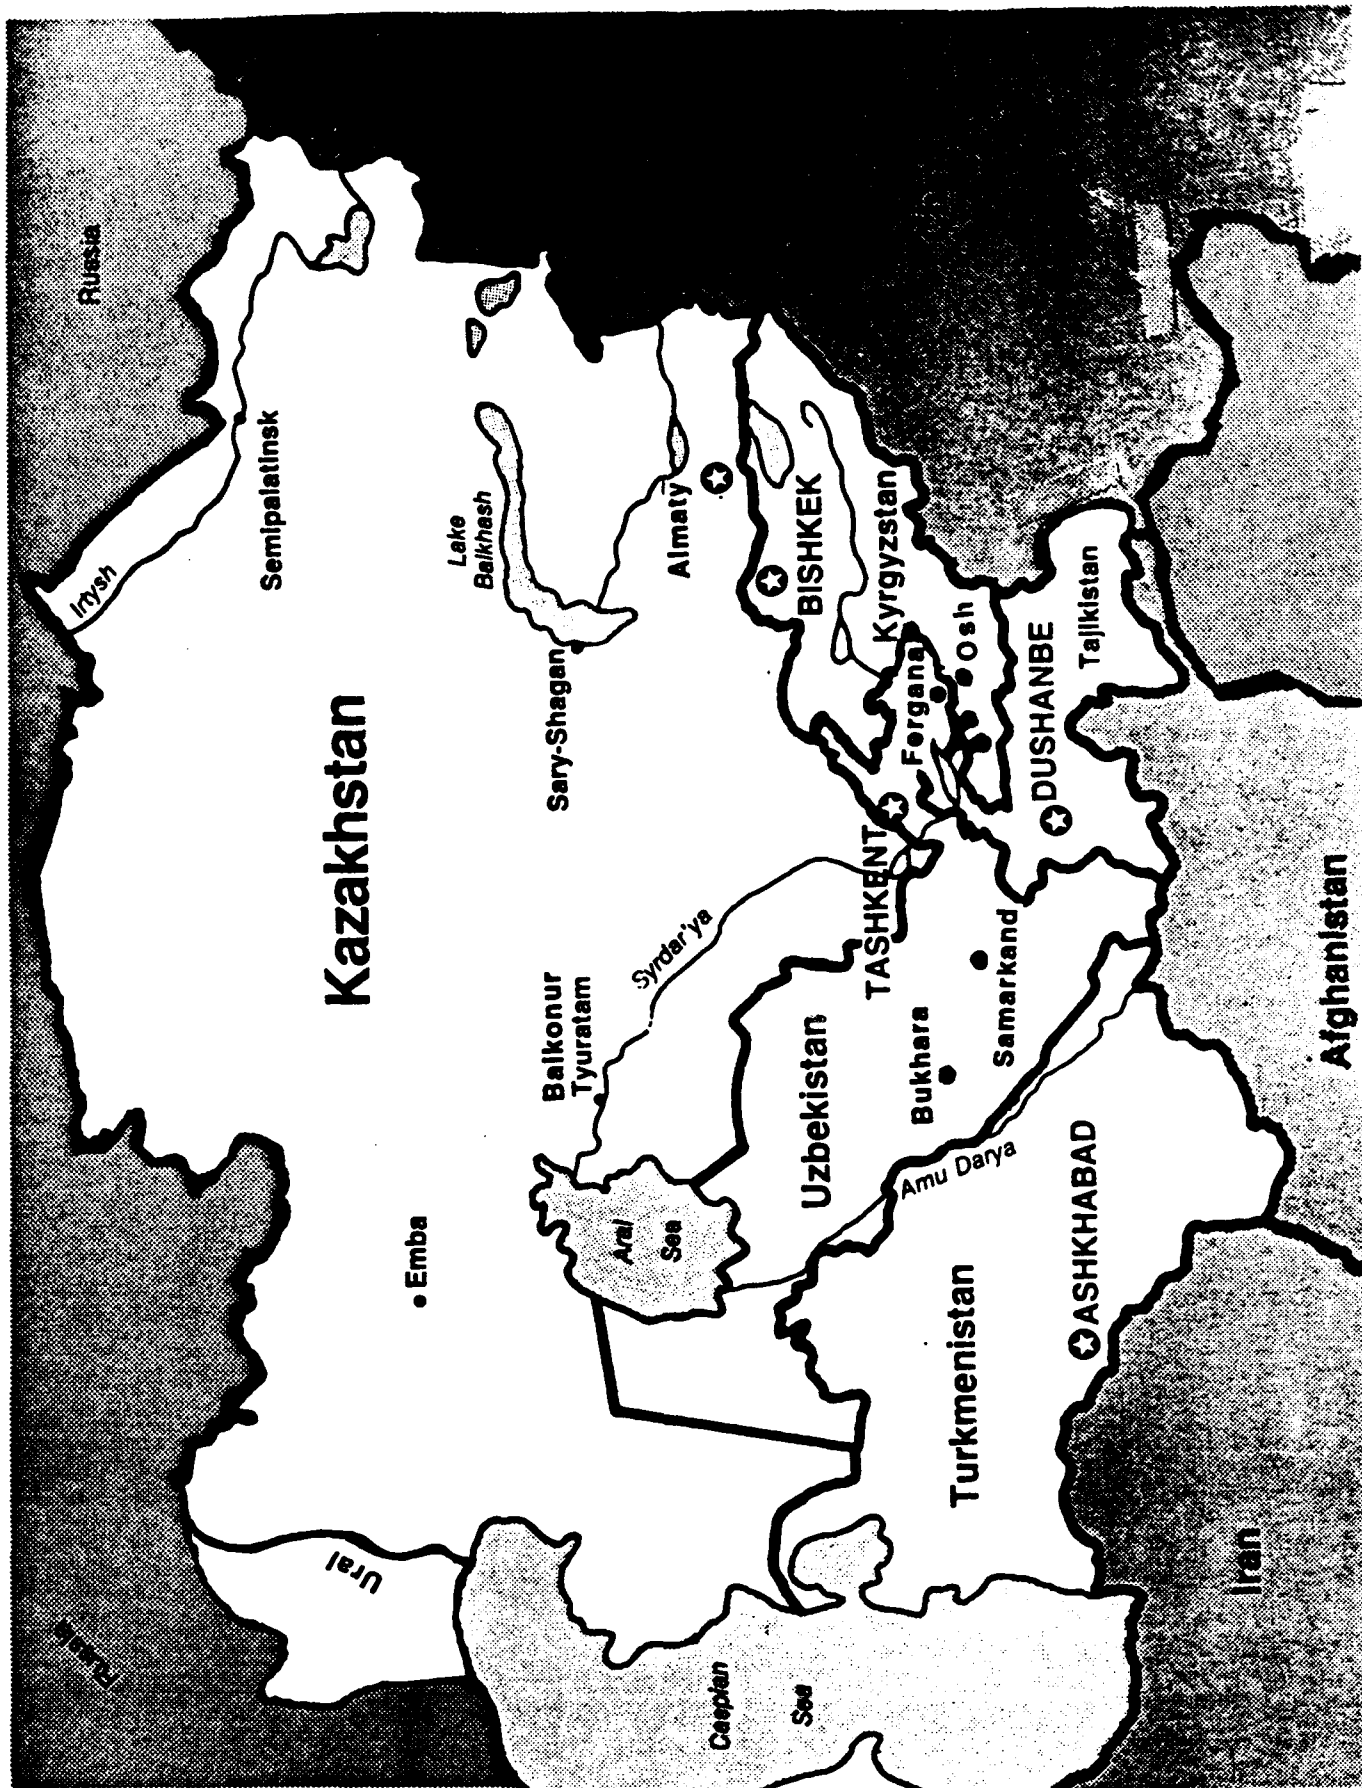 Russia
Russia
Irtysh
Semipalatinsk
Kazakhstan
Ural
Emba
Lake
Balkhash
Sary-Shagan
Baikonur
Tyuratam
Syrdar'ya
Almaty
Aral
Sea
BISHKEK
Kyrgyzstan
Caspian
Sea
Uzbekistan
TASHKENT
Fergana
Osh
Bukhara
Samarkand
Amu Darya
DUSHANBE
Tajikistan
Turkmenistan
ASHKHABAD
Iran
Afghanistan